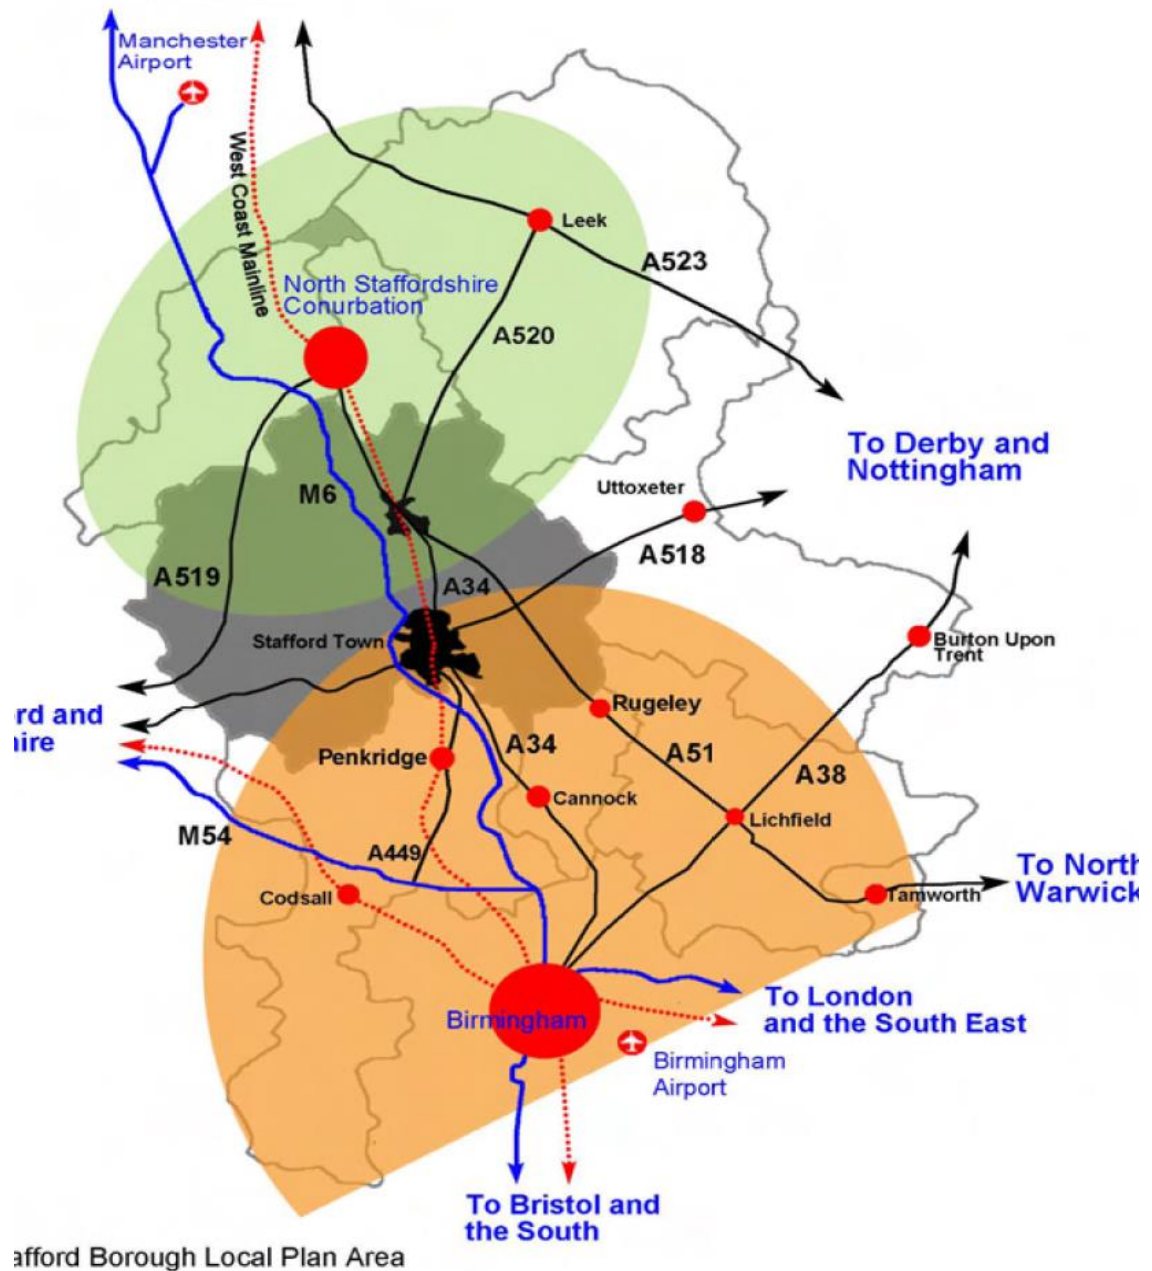 Manchester
Airport
West Coast Mainline
Leek
A523
North Staffordshire
Conurbation
A520
To Derby and
Nottingham
Uttoxeter
M6
A518
A519
A34
Stafford Town
Burton Upon
Trent
rd and
ire
Rugeley
A34
A51
Penkridge
A38
Cannock
Lichfield
M54
A449
To North
Warwick
Codsall
Tamworth
To London
and the South East
Birmingham
Birmingham
Airport
To Bristol and
the South
afford Borough Local Plan Area